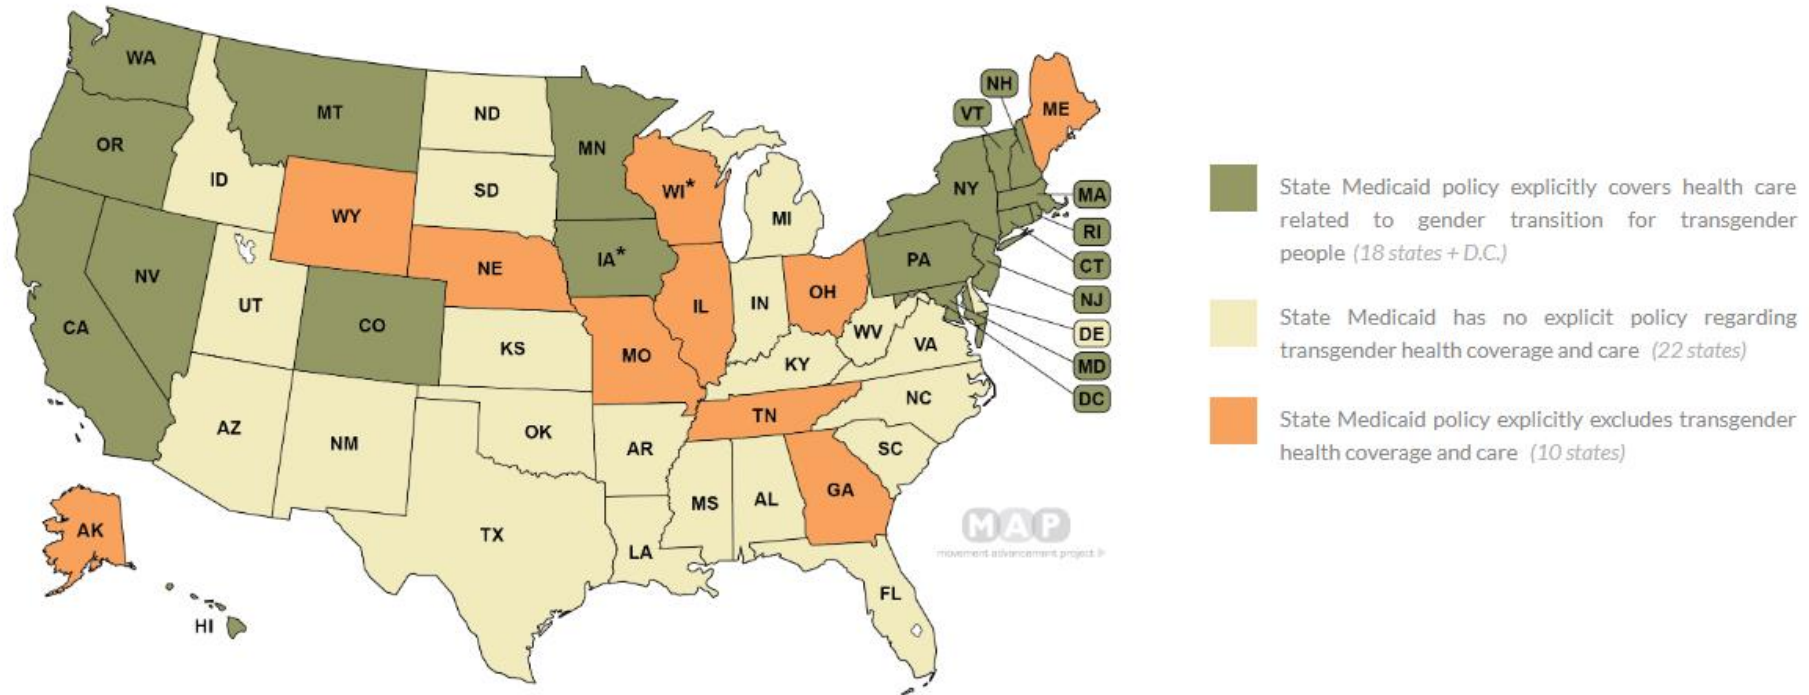 WA
MT
ND
MN
OR
ID
SD
WI*
MI
WY
NH
VT
ME
NY
MA
RI
CT
NJ
DE
MD
DC
PA
NE
IA*
NV
UT
CO
CA
KS
MO
IL
IN
OH
WV
VA
KY
NC
TN
AZ
NM
OK
AR
SC
MS
AL
GA
TX
LA
FL
AK
HI
MAP
movement advancement project
State Medicaid policy explicitly covers health care
related to gender transition for transgender
people (18 states + D.C.)
State Medicaid has no explicit policy regarding
transgender health coverage and care (22 states)
State Medicaid policy explicitly excludes transgender
health coverage and care (10 states)